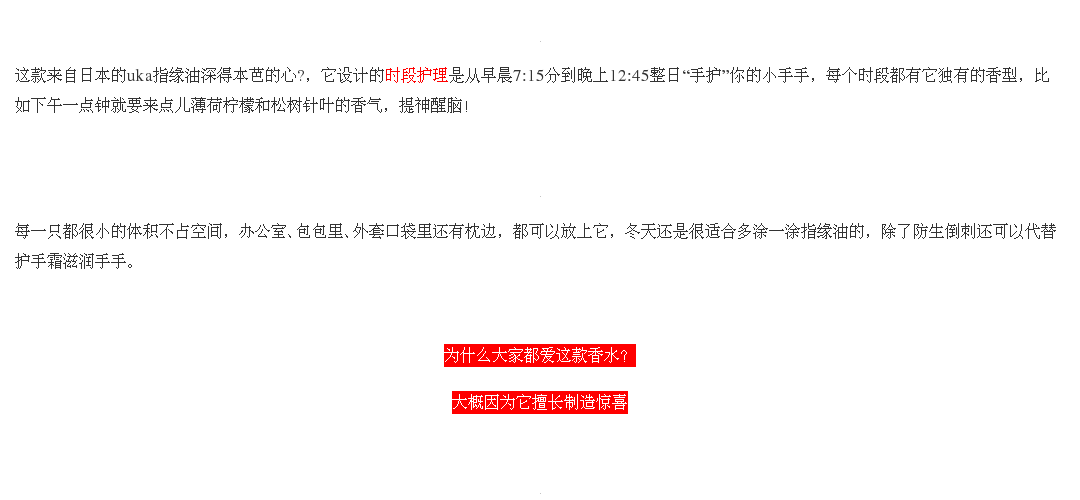 这款来自日本的uka指缘油深得本芭的心?，它设计的时段护理是从早晨7:15分到晚上12:45整日“手护”你的小手手，每个时段都有它独有的香型，比
如下午一点钟就要来点儿薄荷柠檬和松树针叶的香气，提神醒脑!
每一只都很小的体积不占空间，办公室、包包里、外套口袋里还有枕边，都可以放上它，冬天还是很适合多涂一涂指缘油的，除了防生倒刺还可以代替
护手霜滋润手手。
为什么大家都爱这款香水？
大概因为它擅长制造惊喜